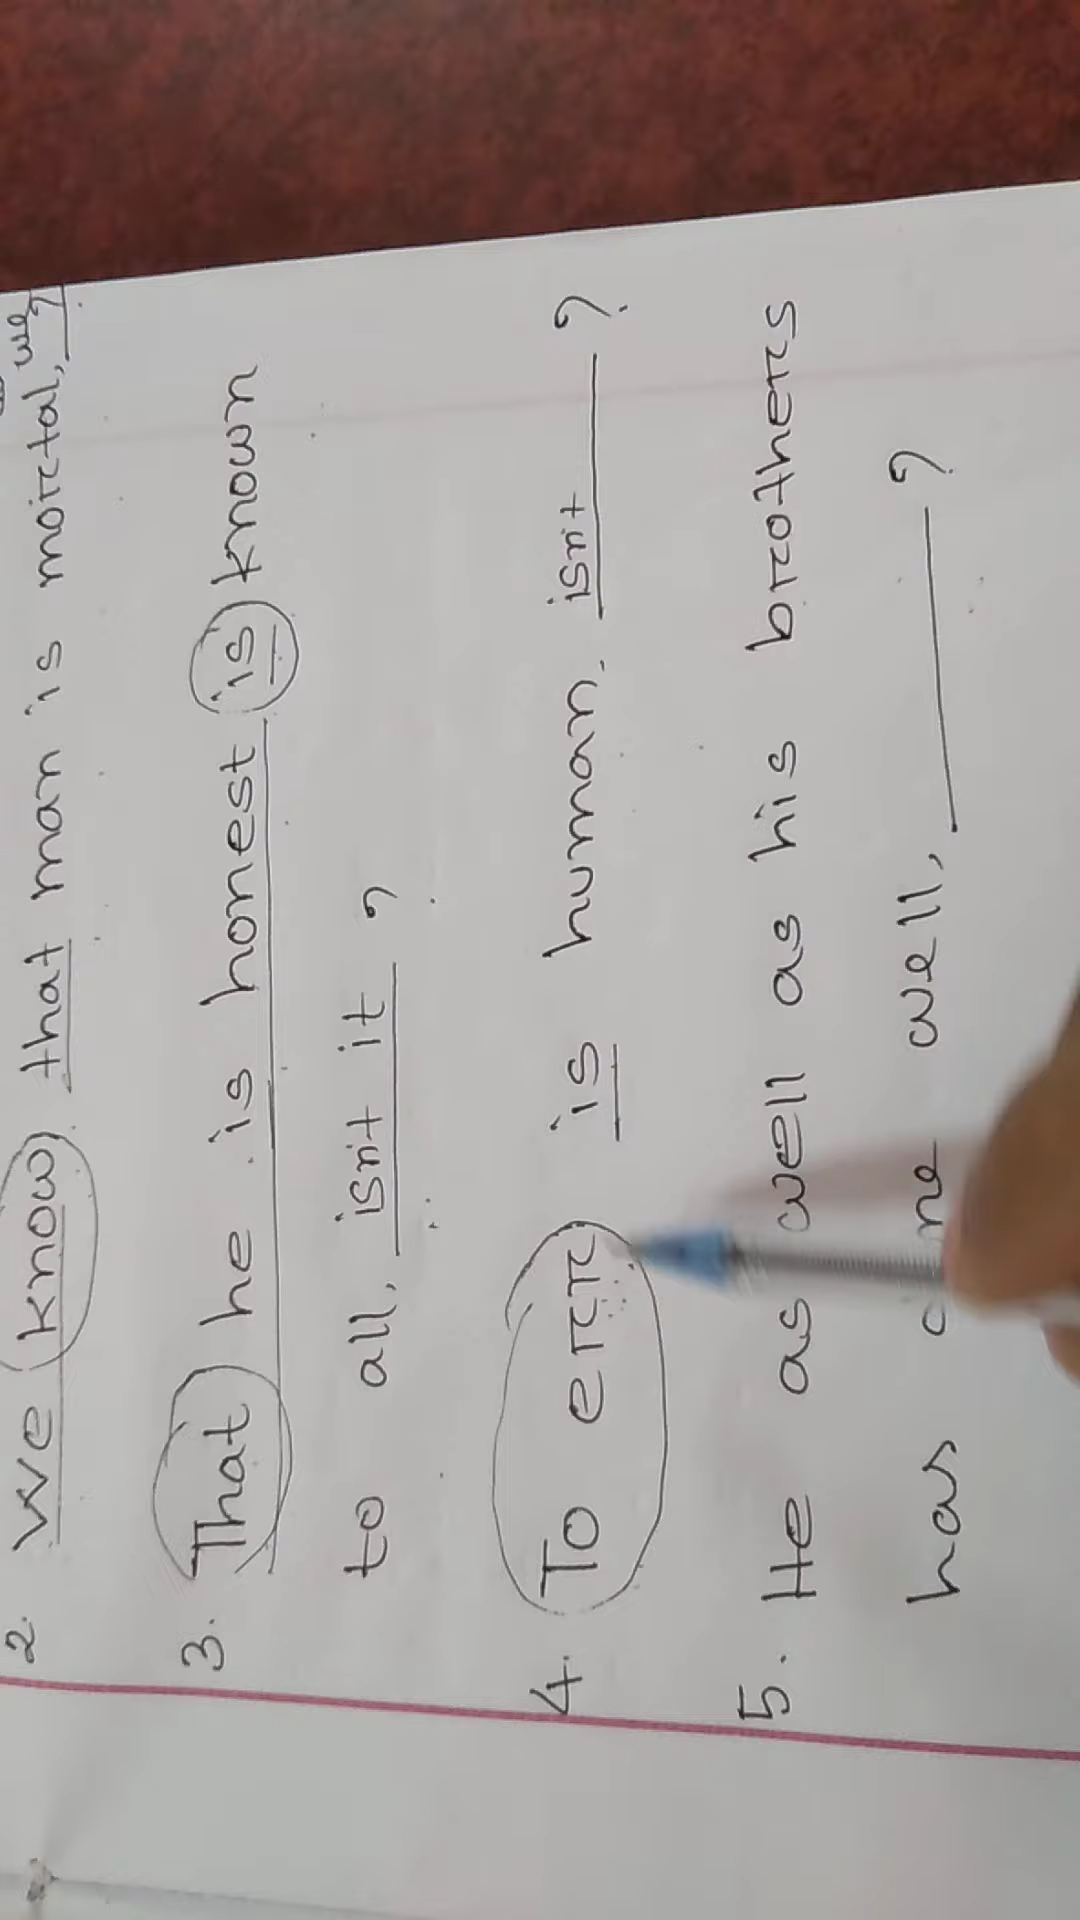 2. We know that man is mortal, we ?
3. That he is honest is known
to all, isn't it ?
4. To err is human. isn't ?
5. He as well as his brothers
has well, ?